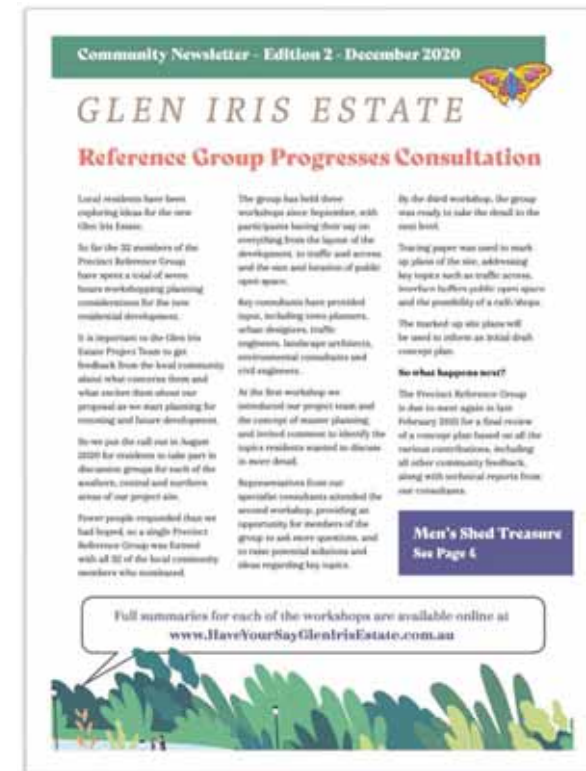 Community Newsletter - Edition 2 - December 2020
GLEN IRIS ESTATE
Reference Group Progresses Consultation
Local residents have been
exploring ideas for the new
Glen Iris Estate.
So far the 32 members of the
Precinct Reference Group
have spent a total of seven
hours workshopping planning
considerations for the new
residential development.
It is important to the Glen Iris
Estate Project Team to get
feedback from the local community
about what concerns them and
what excites them about our
proposal as we start planning for
rezoning and future development.
So we put the call out in August
2020 for residents to take part in
discussion groups for each of the
southern, central and northern
areas of our project site.
Fewer people responded than we
had hoped, so a single Precinct
Reference Group was formed
with all 32 of the local community
members who nominated.
The group has held three
workshops since September, with
participants having their say on
everything from the layout of the
development, to traffic and access
and the size and location of public
open space.
Key consultants have provided
input, including town planners,
urban designers, traffic
engineers, landscape architects,
environmental consultants and
civil engineers.
At the first workshop we
introduced our project team and
the concept of master planning,
and invited comment to identify the
topics residents wanted to discuss
in more detail.
Representatives from our
specialist consultants attended the
second workshop, providing an
opportunity for members of the
group to ask more questions, and
to raise potential solutions and
ideas regarding key topics.
By the third workshop, the group
was ready to take the detail to the
next level.
Tracing paper was used to mark
up plans of the site, addressing
key topics such as traffic access,
interface buffers public open space
and the possibility of a café/shops.
The marked-up site plans will
be used to inform an initial draft
concept plan.
So what happens next?
The Precinct Reference Group
is due to meet again in late
February 2021 for a final review
of a concept plan based on all the
various contributions, including
all other community feedback,
along with technical reports from
our consultants.
Men's Shed Treasure
See Page 4
Full summaries for each of the workshops are available online at
www.HaveYourSayGlenIrisEstate.com.au